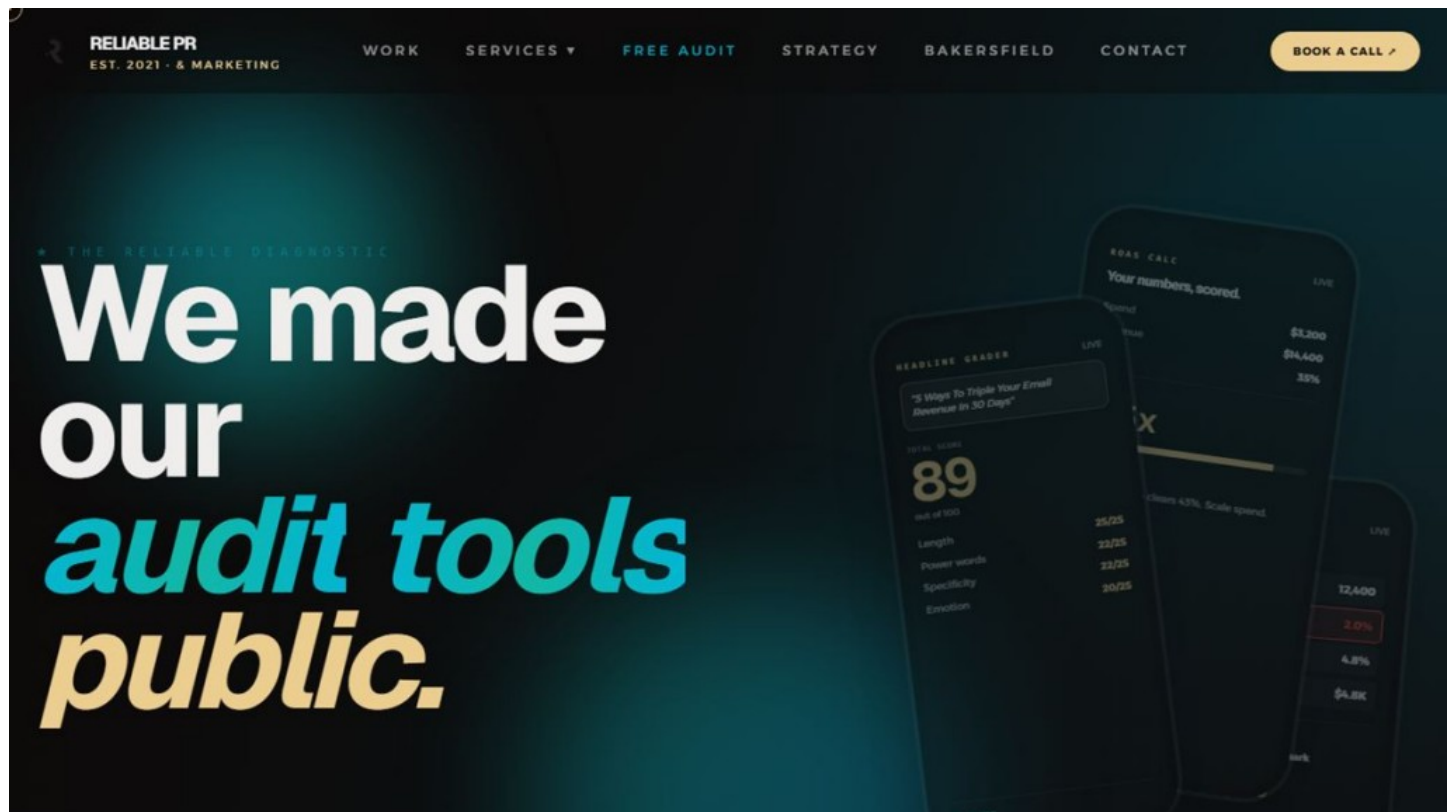 RELIABLE PR
EST. 2021 · & MARKETING
WORK
SERVICES ▾
FREE AUDIT
STRATEGY
BAKERSFIELD
CONTACT
BOOK A CALL ↗
★ THE RELIABLE DIAGNOSTIC
We made
our
audit tools
public.
HEADLINE GRADER
LIVE
"5 Ways To Triple Your Email
Revenue In 30 Days"
TOTAL SCORE
89
out of 100
Length 25/25
Power words 22/25
Specificity 22/25
Emotion 20/25
ROAS CALC
LIVE
Your numbers, scored.
Spend $3,200
$14,400
35%
x
clears 43%. Scale spend.
LIVE
12,400
2.0%
4.8%
$4.8K